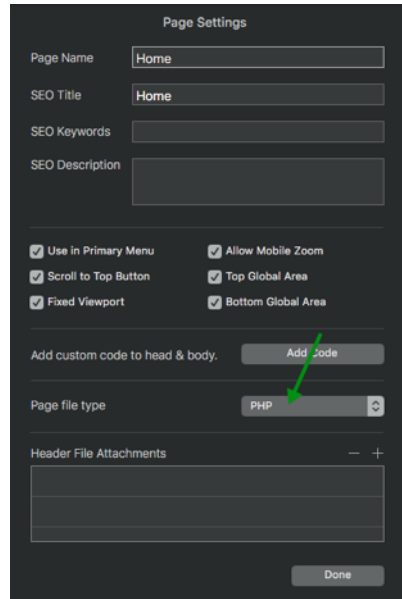 Page Settings
Page Name Home
SEO Title Home
SEO Keywords
SEO Description
Use in Primary Menu Allow Mobile Zoom
Scroll to Top Button Top Global Area
Fixed Viewport Bottom Global Area
Add custom code to head & body. Add Code
Page file type PHP
Header File Attachments − +
Done